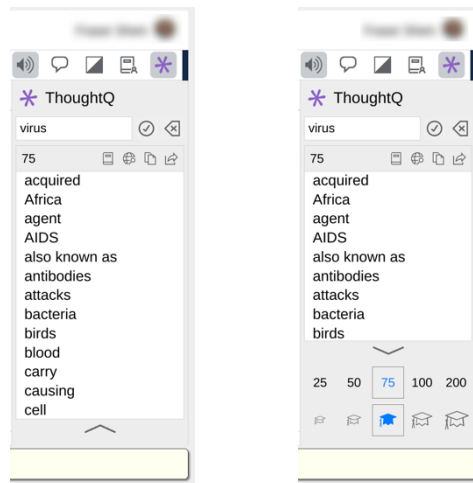 ThoughtQ
virus
75
acquired
Africa
agent
AIDS
also known as
antibodies
attacks
bacteria
birds
blood
carry
causing
cell
ThoughtQ
virus
75
acquired
Africa
agent
AIDS
also known as
antibodies
attacks
bacteria
birds
25 50 75 100 200